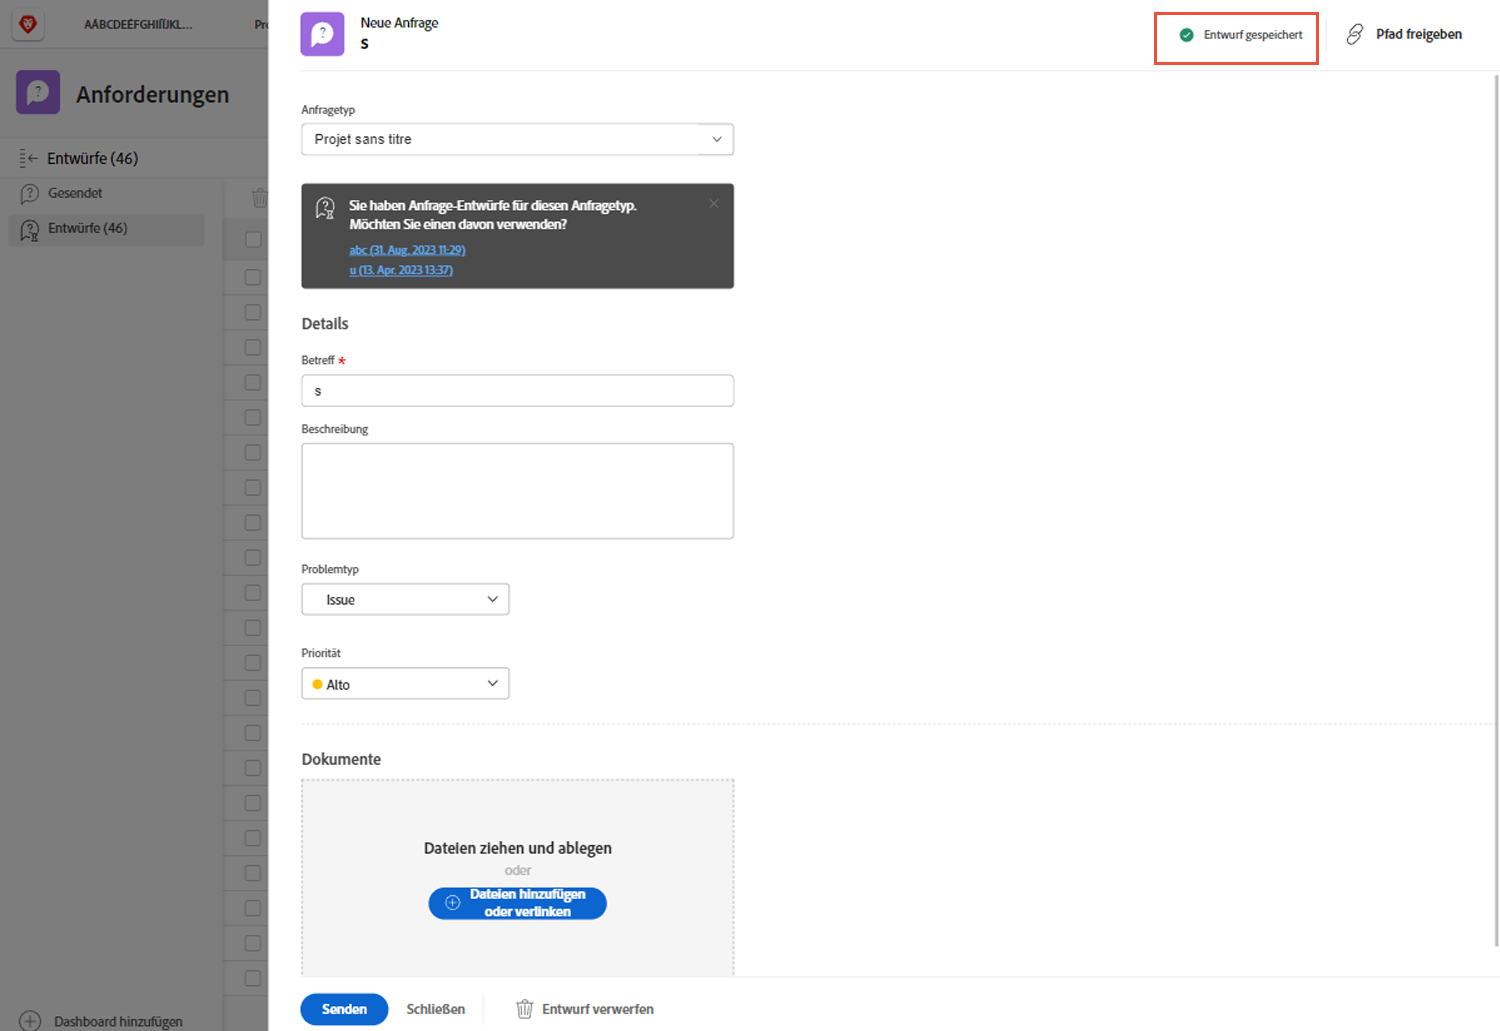 AÁBCDEÉFGHIÍÏJKL...
Pro
Anforderungen
Entwürfe (46)
Gesendet
Entwürfe (46)
Dashboard hinzufügen
Neue Anfrage
s
Entwurf gespeichert
Pfad freigeben
Anfragetyp
Projet sans titre
Sie haben Anfrage-Entwürfe für diesen Anfragetyp.
Möchten Sie einen davon verwenden?
abc (31. Aug. 2023 11:29)
u (13. Apr. 2023 13:37)
Details
Betreff *
s
Beschreibung
Problemtyp
Issue
Priorität
Alto
Dokumente
Dateien ziehen und ablegen
oder
Dateien hinzufügen
oder verlinken
Senden
Schließen
Entwurf verwerfen